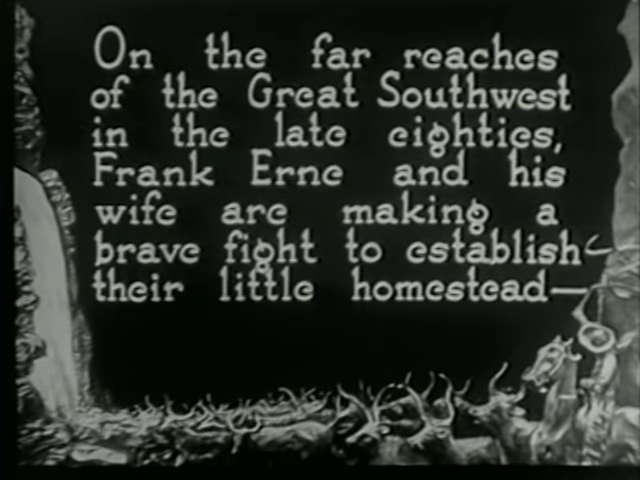 On the far reaches
of the Great Southwest
in the late eighties,
Frank Erne and his
wife are making a
brave fight to establish
their little homestead—